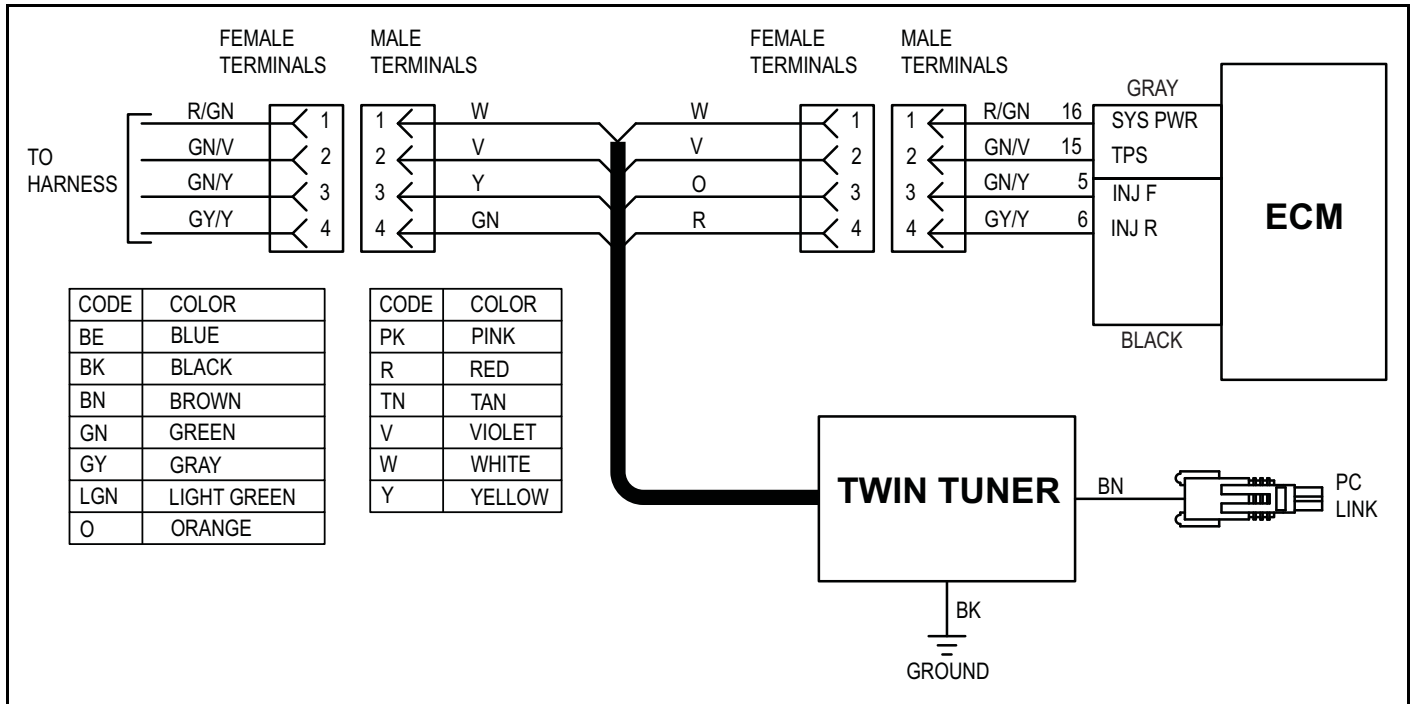 FEMALE
TERMINALS
MALE
TERMINALS
FEMALE
TERMINALS
MALE
TERMINALS
TO
HARNESS
R/GN
GN/V
GN/Y
GY/Y
1
2
3
4
1
2
3
4
W
V
Y
GN
W
V
O
R
1
2
3
4
1
2
3
4
R/GN 16
GN/V 15
GN/Y 5
GY/Y 6
GRAY
SYS PWR
TPS
INJ F
INJ R
BLACK
ECM
CODE COLOR
BE BLUE
BK BLACK
BN BROWN
GN GREEN
GY GRAY
LGN LIGHT GREEN
O ORANGE
CODE COLOR
PK PINK
R RED
TN TAN
V VIOLET
W WHITE
Y YELLOW
TWIN TUNER
BN
PC
LINK
BK
GROUND